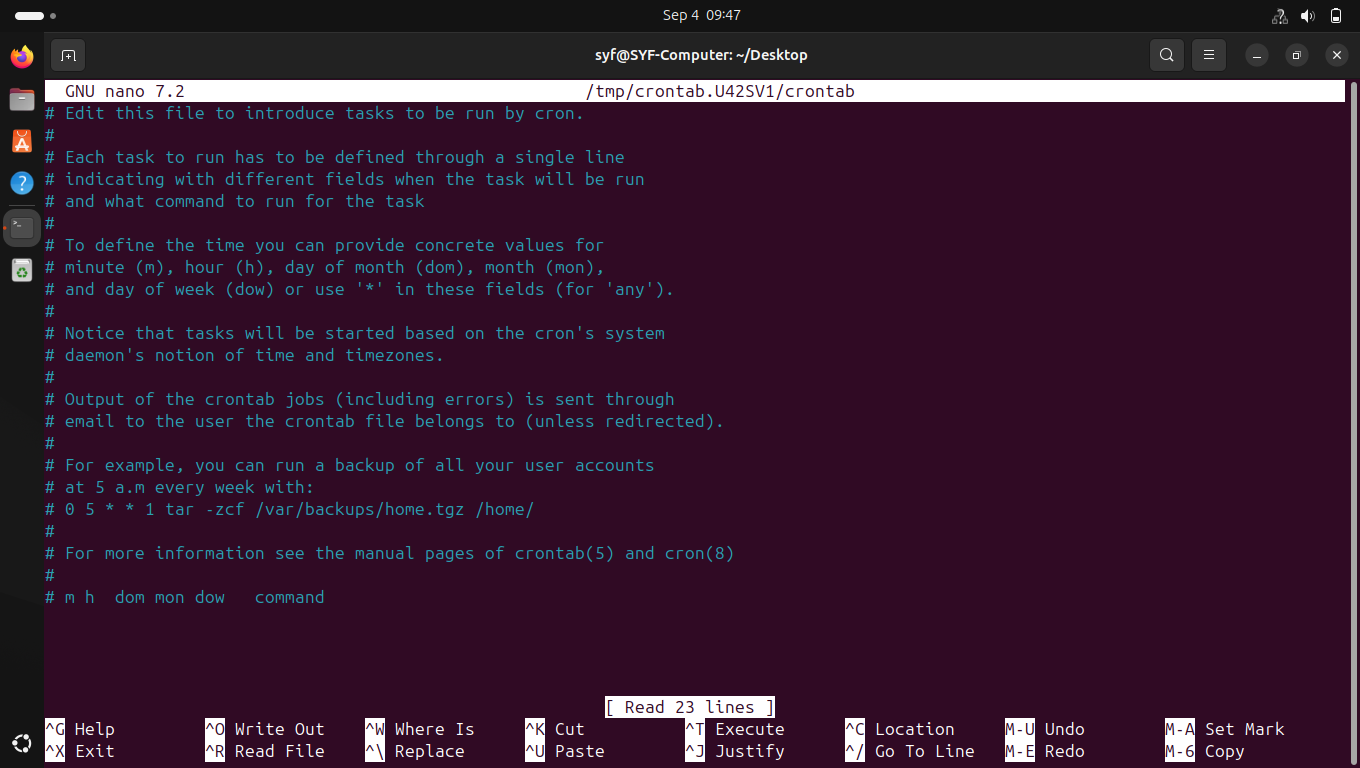 Sep 4 09:47
syf@SYF-Computer: ~/Desktop
GNU nano 7.2 /tmp/crontab.U42SV1/crontab
# Edit this file to introduce tasks to be run by cron.
#
# Each task to run has to be defined through a single line
# indicating with different fields when the task will be run
# and what command to run for the task
#
# To define the time you can provide concrete values for
# minute (m), hour (h), day of month (dom), month (mon),
# and day of week (dow) or use '*' in these fields (for 'any').
#
# Notice that tasks will be started based on the cron's system
# daemon's notion of time and timezones.
#
# Output of the crontab jobs (including errors) is sent through
# email to the user the crontab file belongs to (unless redirected).
#
# For example, you can run a backup of all your user accounts
# at 5 a.m every week with:
# 0 5 * * 1 tar -zcf /var/backups/home.tgz /home/
#
# For more information see the manual pages of crontab(5) and cron(8)
#
# m h  dom mon dow   command
[ Read 23 lines ]
^G Help ^O Write Out ^W Where Is ^K Cut ^T Execute ^C Location M-U Undo M-A Set Mark
^X Exit ^R Read File ^\ Replace ^U Paste ^J Justify ^/ Go To Line M-E Redo M-6 Copy